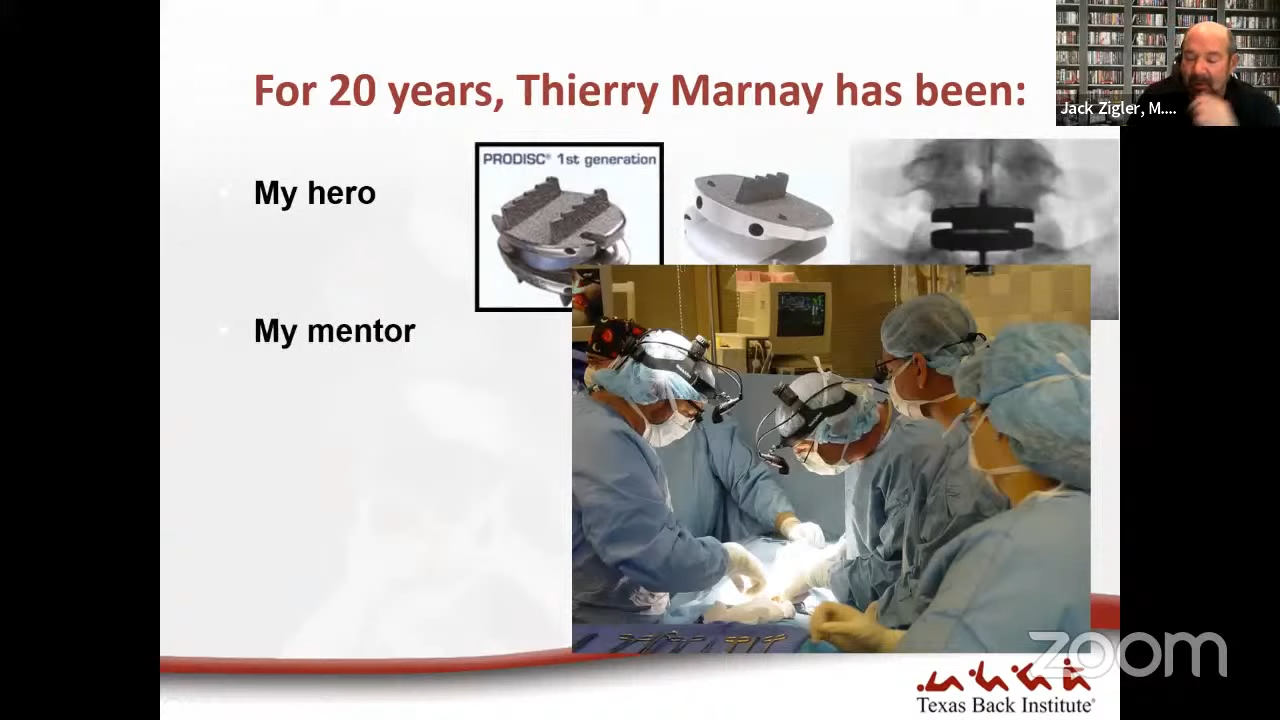 For 20 years, Thierry Marnay has been:
Jack Zigler, M....
PRODISC® 1st generation
My hero
My mentor
zoom
Texas Back Institute®